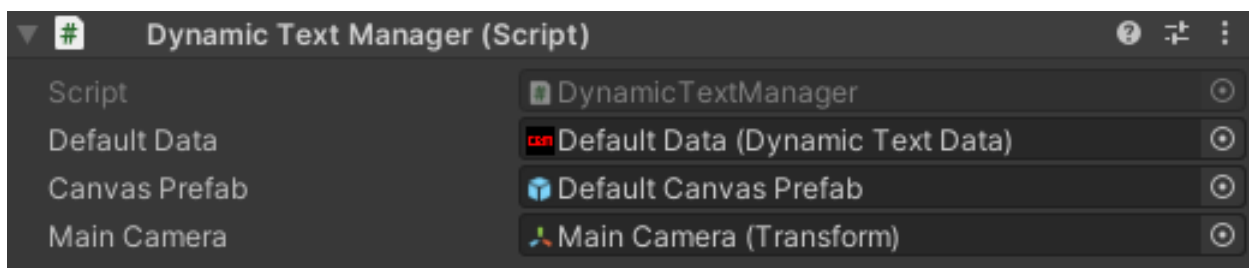 Dynamic Text Manager (Script)
Script DynamicTextManager
Default Data Default Data (Dynamic Text Data)
Canvas Prefab Default Canvas Prefab
Main Camera Main Camera (Transform)